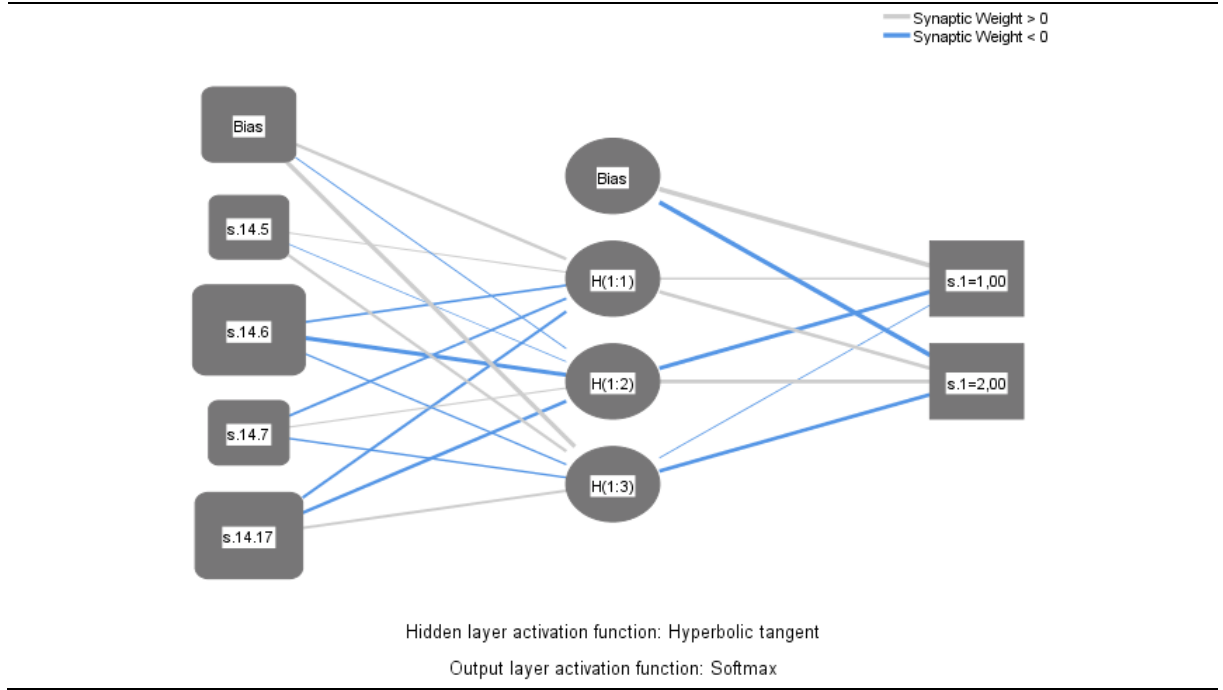 Synaptic Weight > 0
Synaptic Weight < 0
Bias
s.14.5
s.14.6
s.14.7
s.14.17
Bias
H(1:1)
H(1:2)
H(1:3)
s.1=1,00
s.1=2,00
Hidden layer activation function: Hyperbolic tangent
Output layer activation function: Softmax